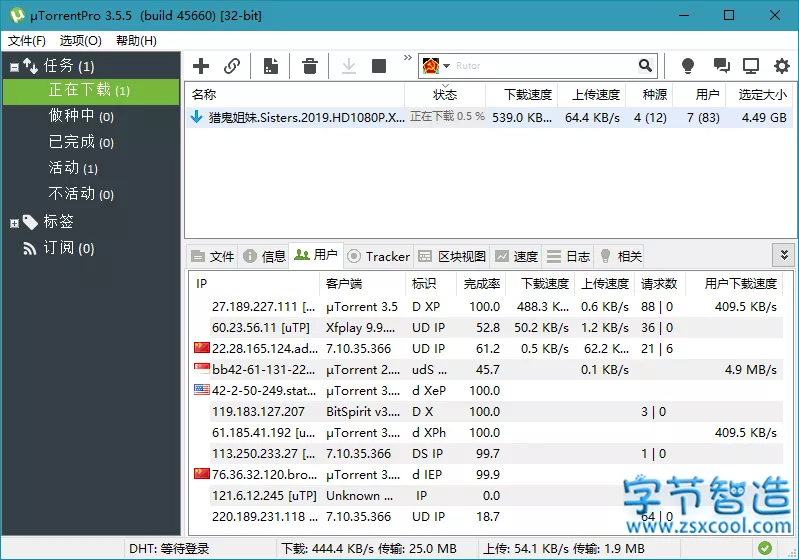 µTorrentPro 3.5.5 (build 45660) [32-bit]
文件(F) 选项(O) 帮助(H)
任务 (1)
正在下载 (1)
做种中 (0)
已完成 (0)
活动 (1)
不活动 (0)
标签
订阅 (0)
Rutor
名称 状态 下载速度 上传速度 种源 用户 选定大小
猎鬼姐妹.Sisters.2019.HD1080P.X... 正在下载 0.5 % 539.0 KB... 64.4 KB/s 4 (12) 7 (83) 4.49 GB
文件 信息 用户 Tracker 区块视图 速度 日志 相关
IP 客户端 标识 完成率 下载速度 上传速度 请求数 用户下载速度
27.189.227.111 [... µTorrent 3.5 D XP 100.0 488.3 K... 0.6 KB/s 88 | 0 409.5 KB/s
60.23.56.11 [uTP] Xfplay 9.9.... UD IP 52.8 50.2 KB/s 1.2 KB/s 36 | 0
22.28.165.124.ad... 7.10.35.366 UD IP 61.2 0.5 KB/s 62.2 K... 21 | 6
bb42-61-131-22... µTorrent 2.... udS ... 45.7 0.1 KB/s 4.9 MB/s
42-2-50-249.stat... µTorrent 3.... d XeP 100.0
119.183.127.207 BitSpirit v3.... D X 100.0 3 | 0
61.185.41.192 [u... µTorrent 3.... d XPh 100.0 409.5 KB/s
113.250.233.27 [... 7.10.35.366 DS IP 99.7 1 | 0
76.36.32.120.bro... µTorrent 3.... d IEP 99.9
121.6.12.245 [uTP] Unknown ... IP 0.0
220.189.231.118 ... 7.10.35.366 UD IP 18.7 64 | 0
字节智造
www.zsxcool.com
DHT: 等待登录 下载: 444.4 KB/s 传输: 25.0 MB 上传: 54.1 KB/s 传输: 1.9 MB